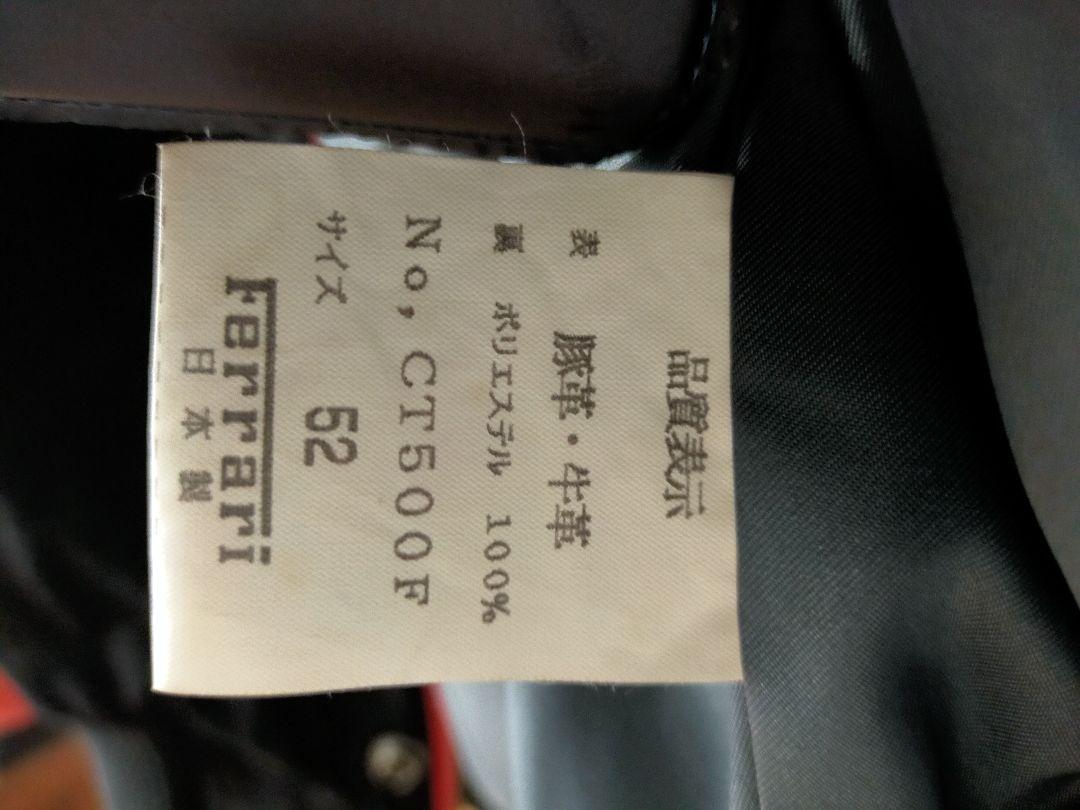 品質表示
表 豚革・牛革
裏 ポリエステル 100%
No, CT500F
サイズ 52
Ferrari
日本製